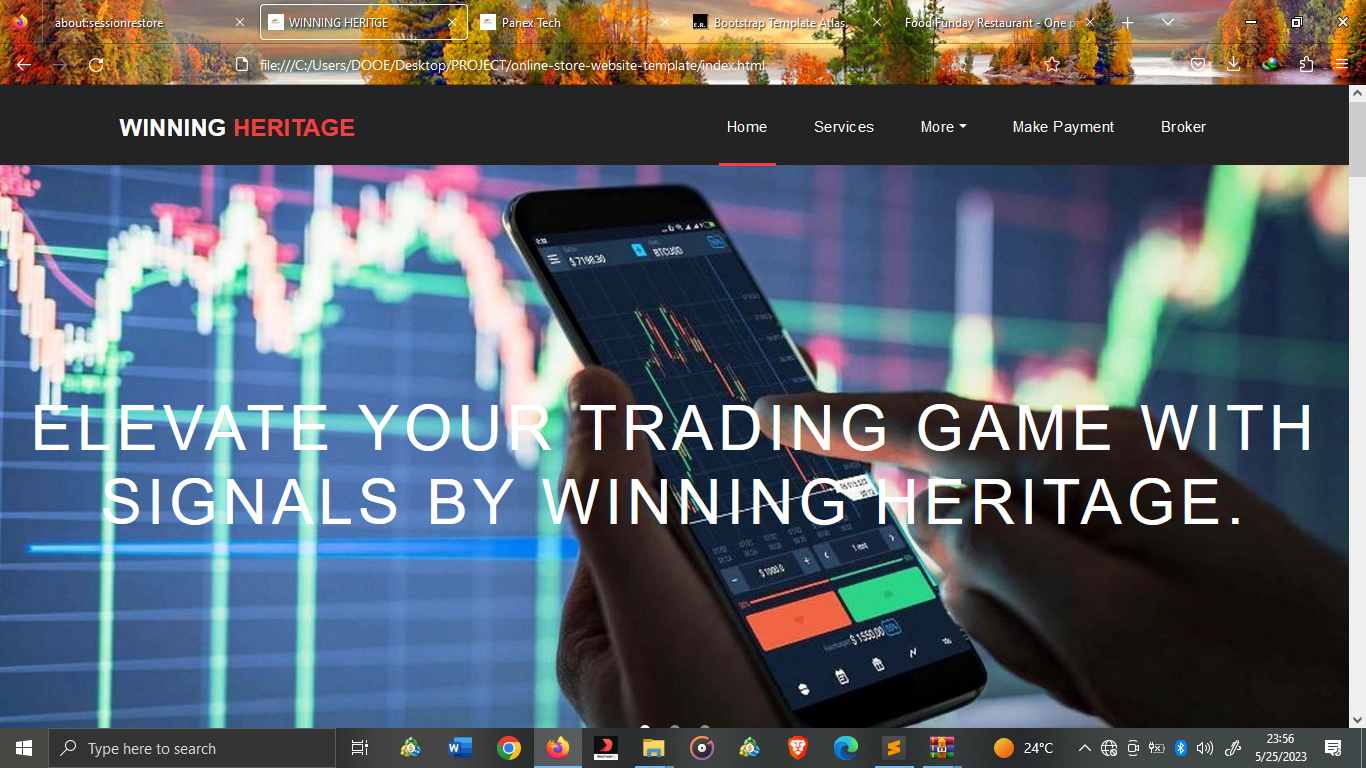 about:sessionrestore
WINNING HERITGE
Panex Tech
E.R.
Bootstrap Template Atlas
Food Funday Restaurant - One p
file:///C:/Users/DOOE/Desktop/PROJECT/online-store-website-template/index.html
WINNING HERITAGE
Home
Services
More
Make Payment
Broker
$ 7198.30
BTCUSD
ELEVATE YOUR TRADING GAME WITH
SIGNALS BY WINNING HERITAGE.
- $ 1000.0 +
$ 1550,00
Type here to search
24°C
23:56
5/25/2023